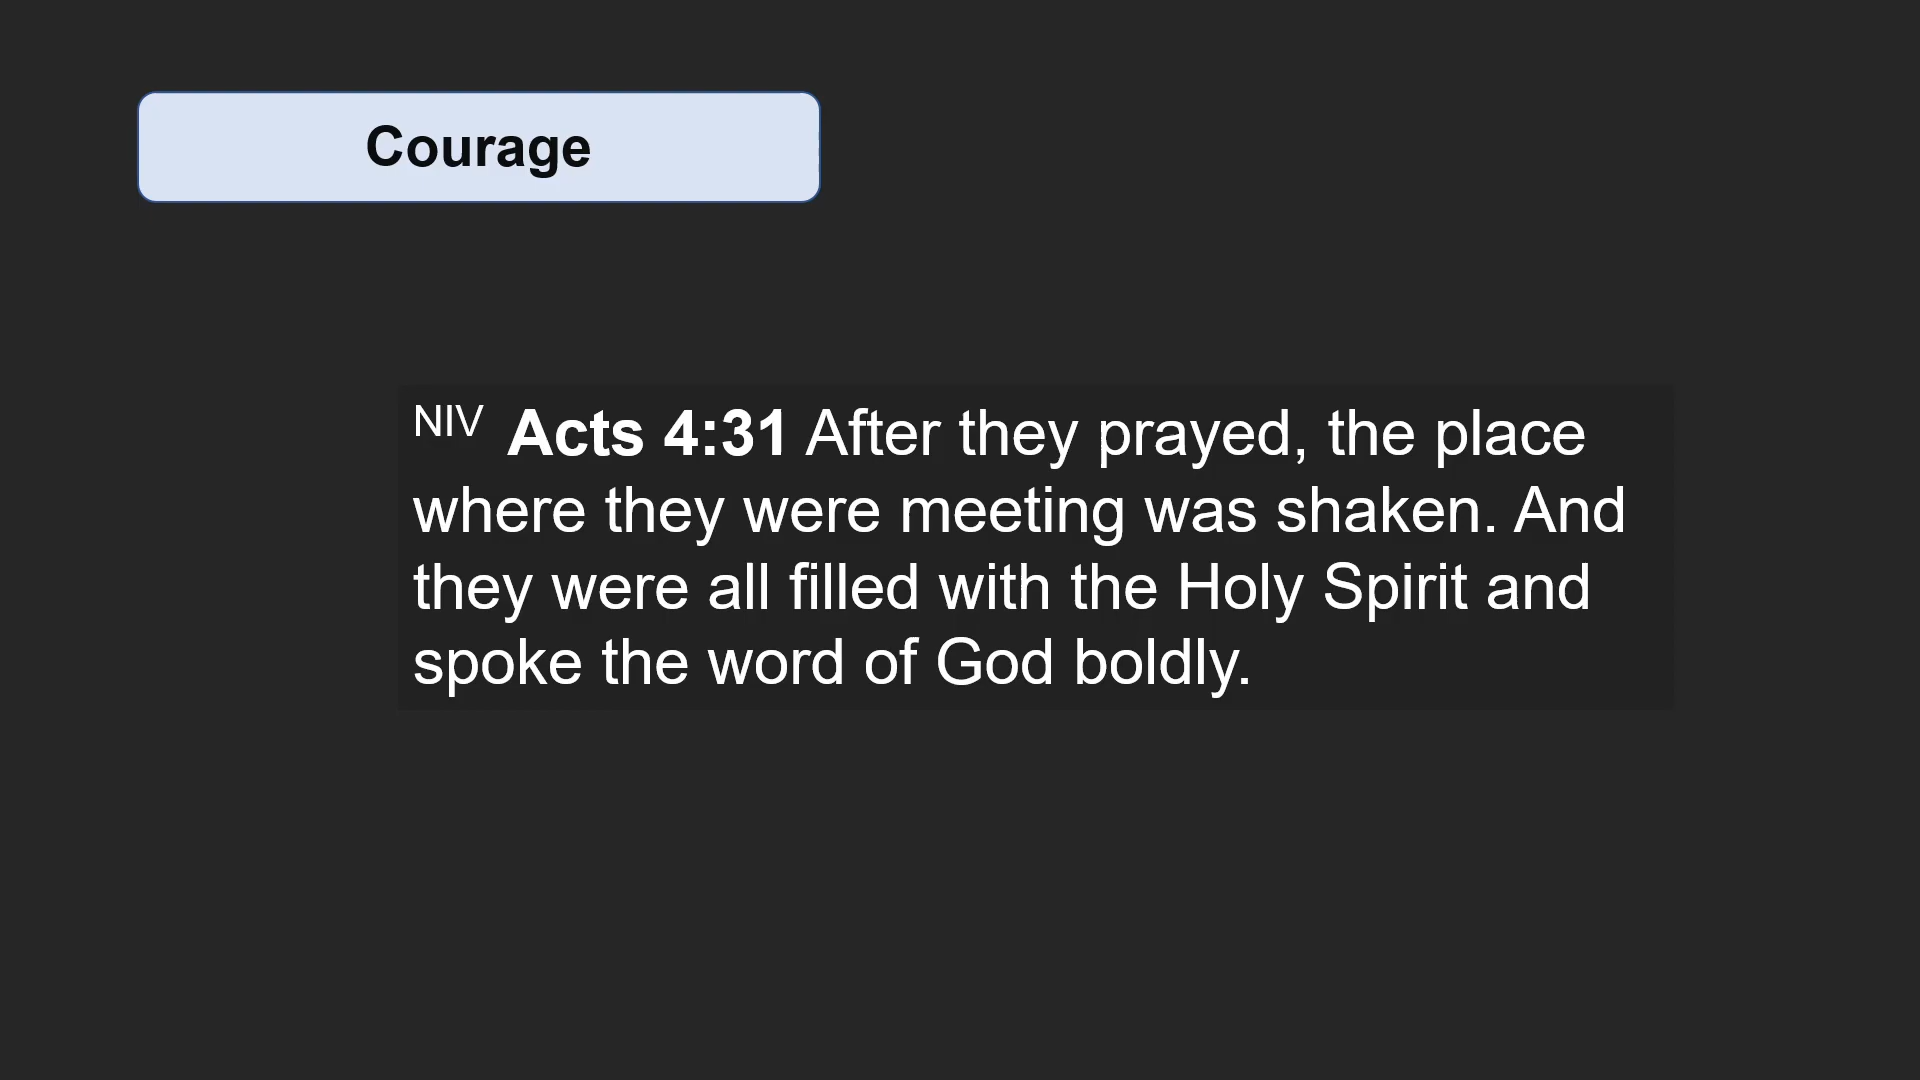 Courage
NIV Acts 4:31 After they prayed, the place
where they were meeting was shaken. And
they were all filled with the Holy Spirit and
spoke the word of God boldly.